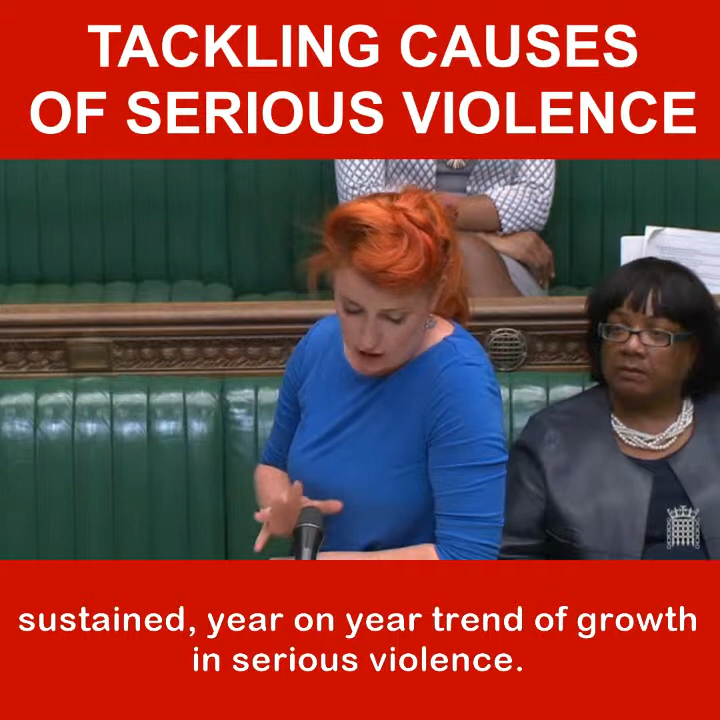 TACKLING CAUSES
OF SERIOUS VIOLENCE
sustained, year on year trend of growth
in serious violence.